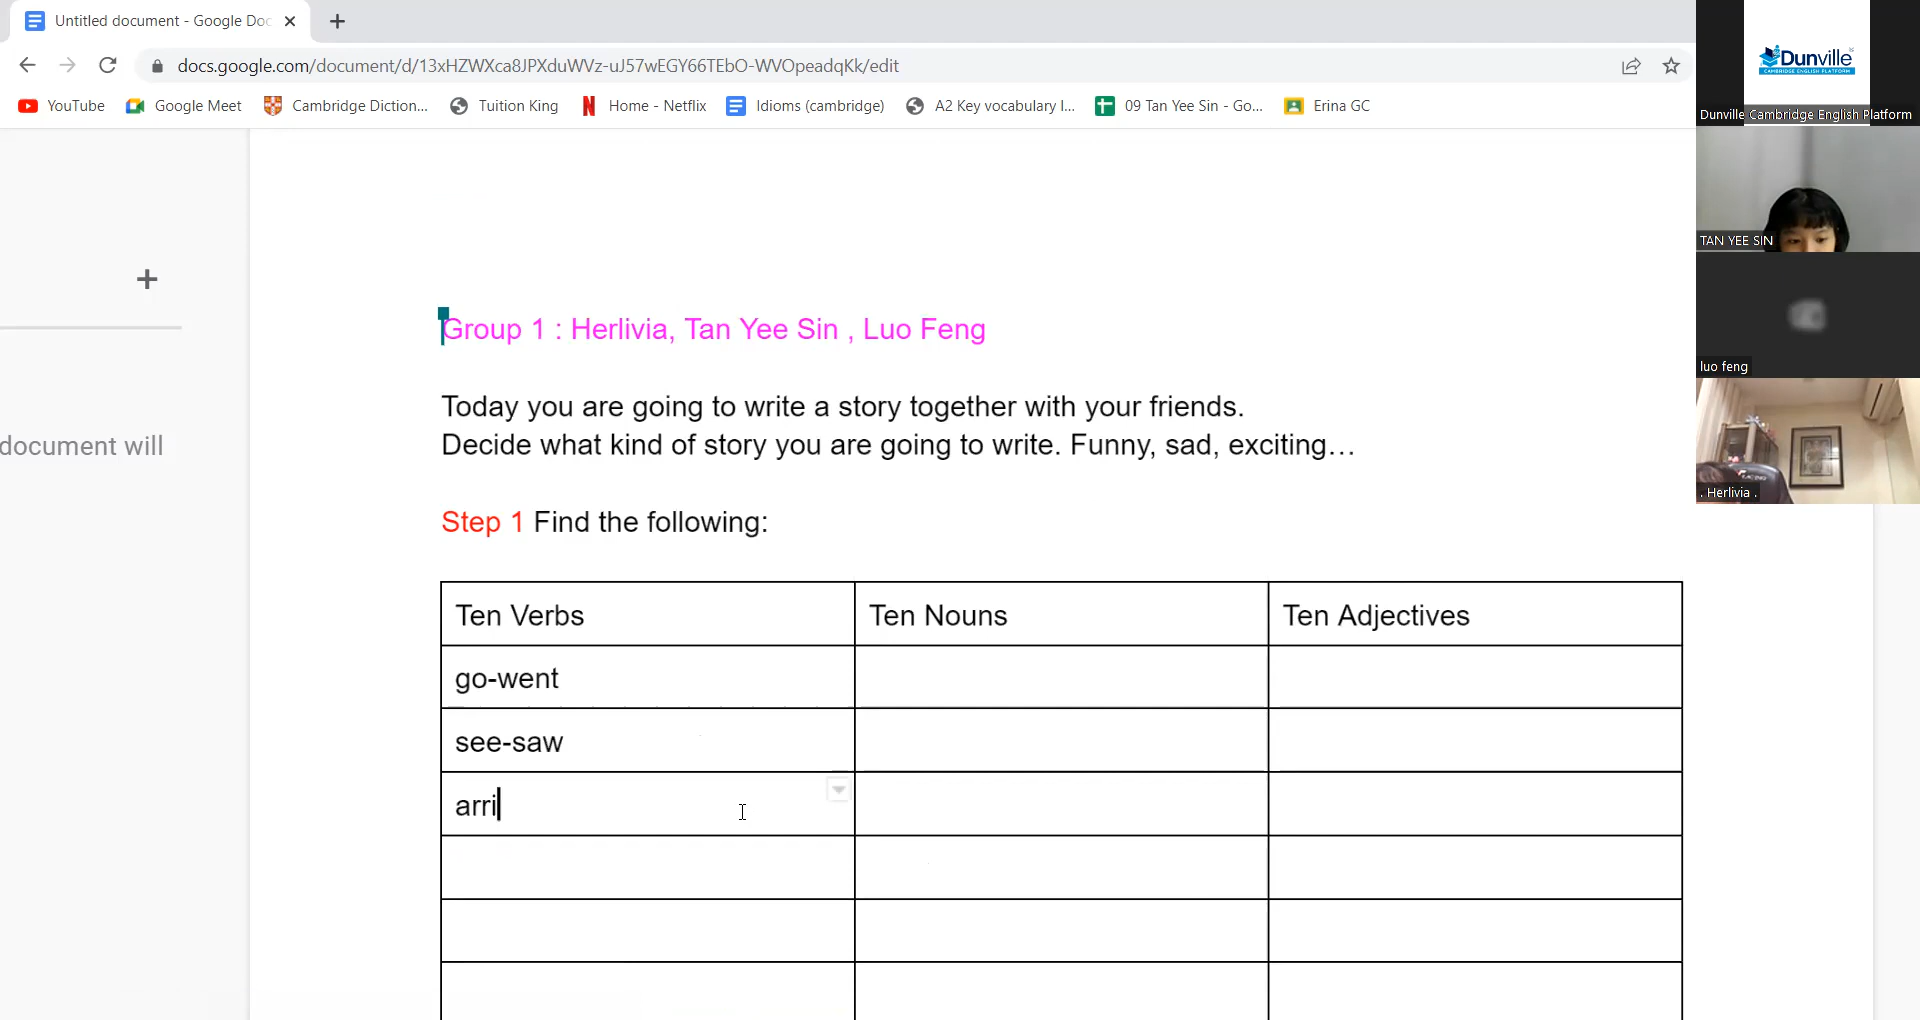 Untitled document - Google Doc
docs.google.com/document/d/13xHZWXca8JPXduWVz-uJ57wEGY66TEbO-WVOpeadqKk/edit
YouTube Google Meet Cambridge Diction... Tuition King Home - Netflix Idioms (cambridge) A2 Key vocabulary l... 09 Tan Yee Sin - Go... Erina GC
Dunville
CAMBRIDGE ENGLISH PLATFORM
Dunville Cambridge English Platform
TAN YEE SIN
luo feng
. Herlivia .
document will
Group 1 : Herlivia, Tan Yee Sin , Luo Feng
Today you are going to write a story together with your friends.
Decide what kind of story you are going to write. Funny, sad, exciting...
Step 1 Find the following:
Ten Verbs Ten Nouns Ten Adjectives
go-went
see-saw
arri